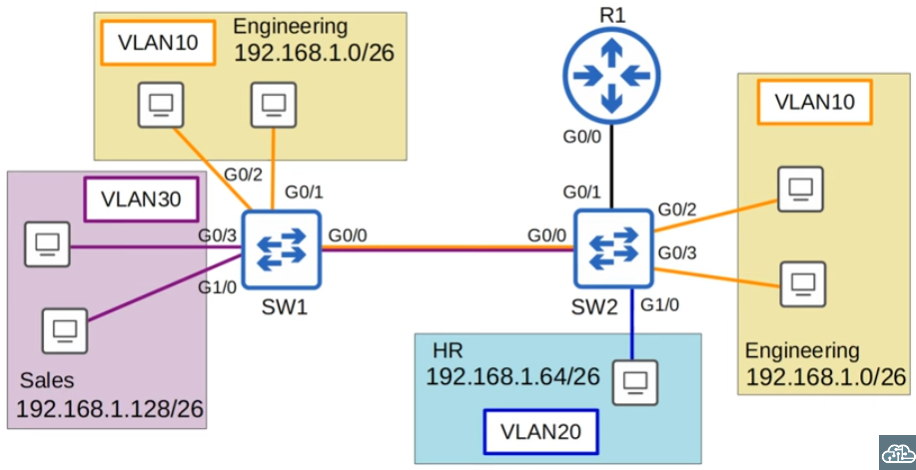 R1
VLAN10
Engineering
192.168.1.0/26
VLAN10
G0/0
G0/2
G0/1
G0/1
VLAN30
G0/2
G0/3
G0/0
G0/0
G0/3
G1/0
SW1
SW2
G1/0
HR
192.168.1.64/26
VLAN20
Engineering
192.168.1.0/26
Sales
192.168.1.128/26